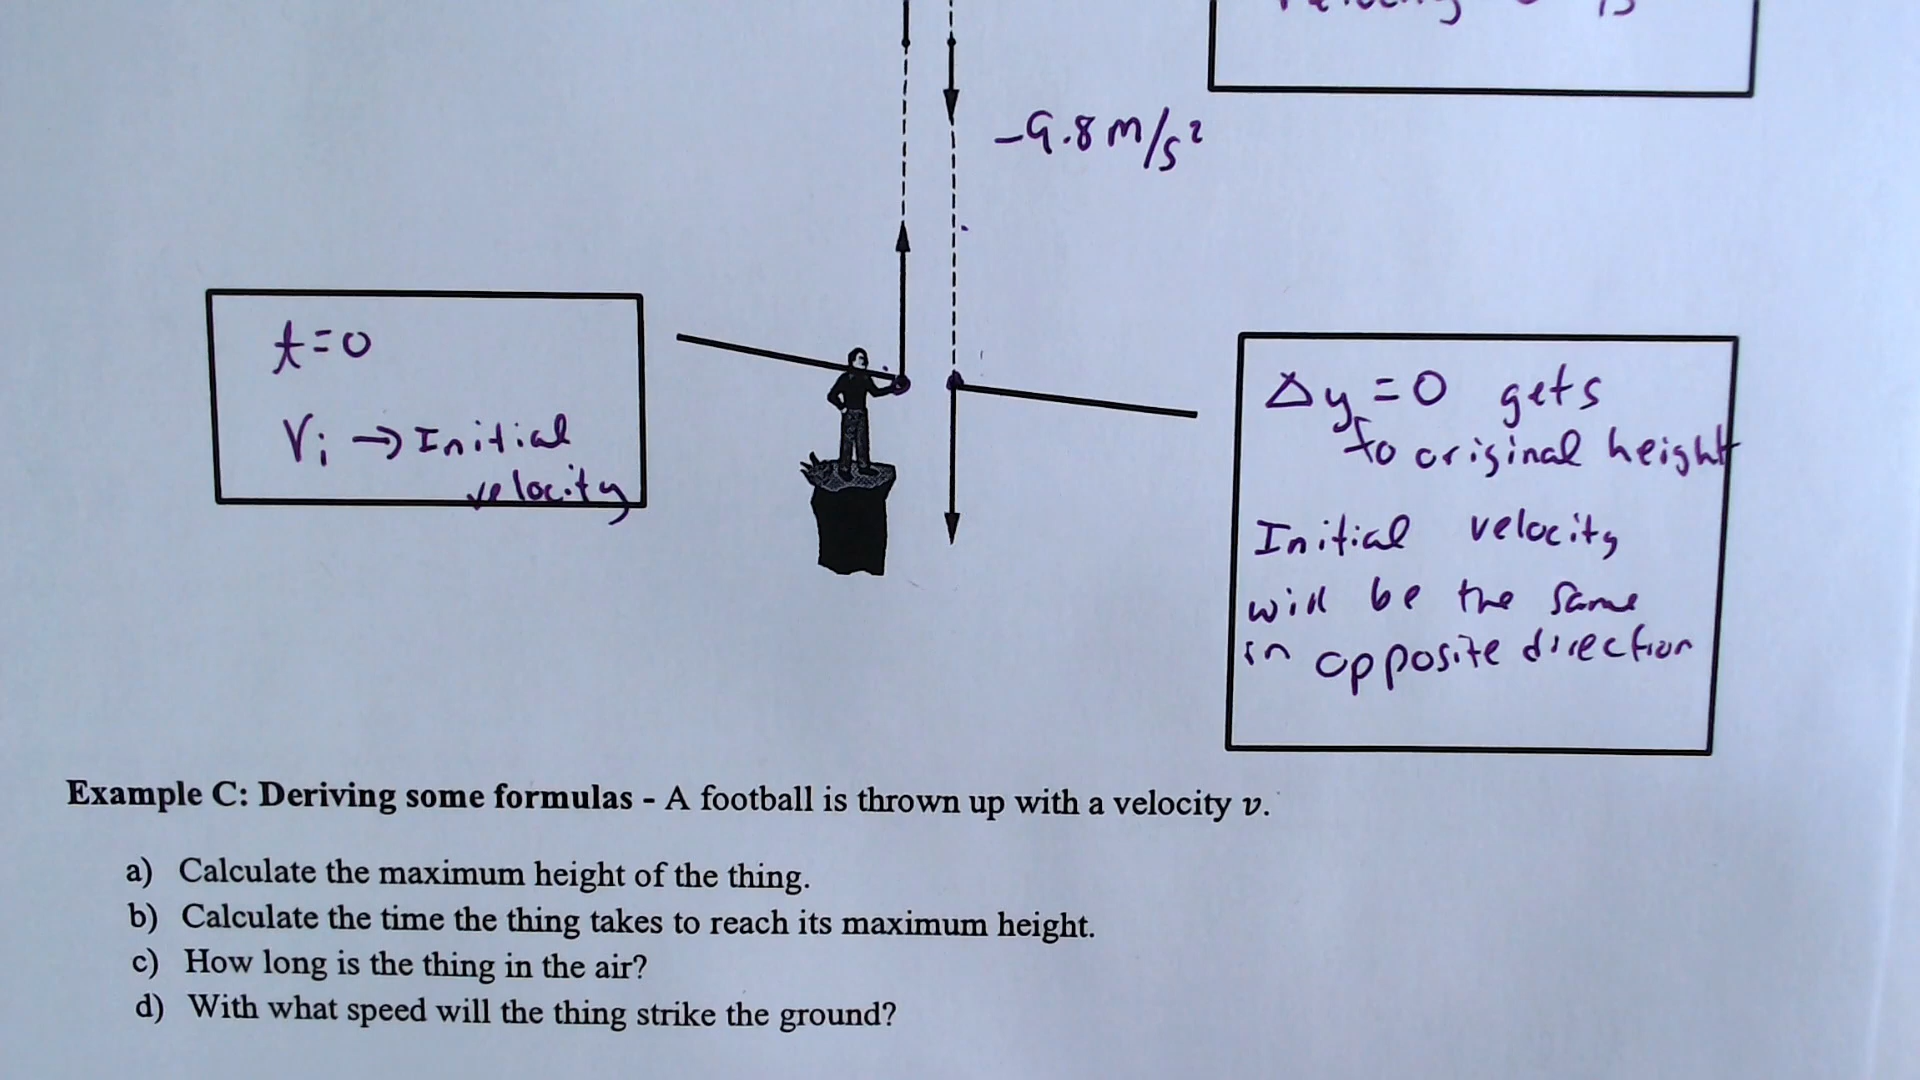 -9.8 m/s²
t=0
Vi → Initial
velocity
Δy=0 gets
to original height
Initial velocity
will be the same
in opposite direction
Example C: Deriving some formulas - A football is thrown up with a velocity v.
a) Calculate the maximum height of the thing.
b) Calculate the time the thing takes to reach its maximum height.
c) How long is the thing in the air?
d) With what speed will the thing strike the ground?